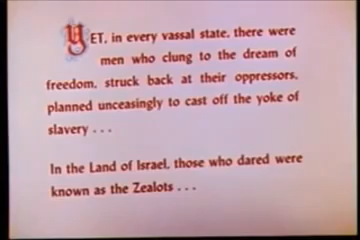 YET, in every vassal state, there were
men who clung to the dream of
freedom, struck back at their oppressors,
planned unceasingly to cast off the yoke of
slavery . . .
In the Land of Israel, those who dared were
known as the Zealots . . .